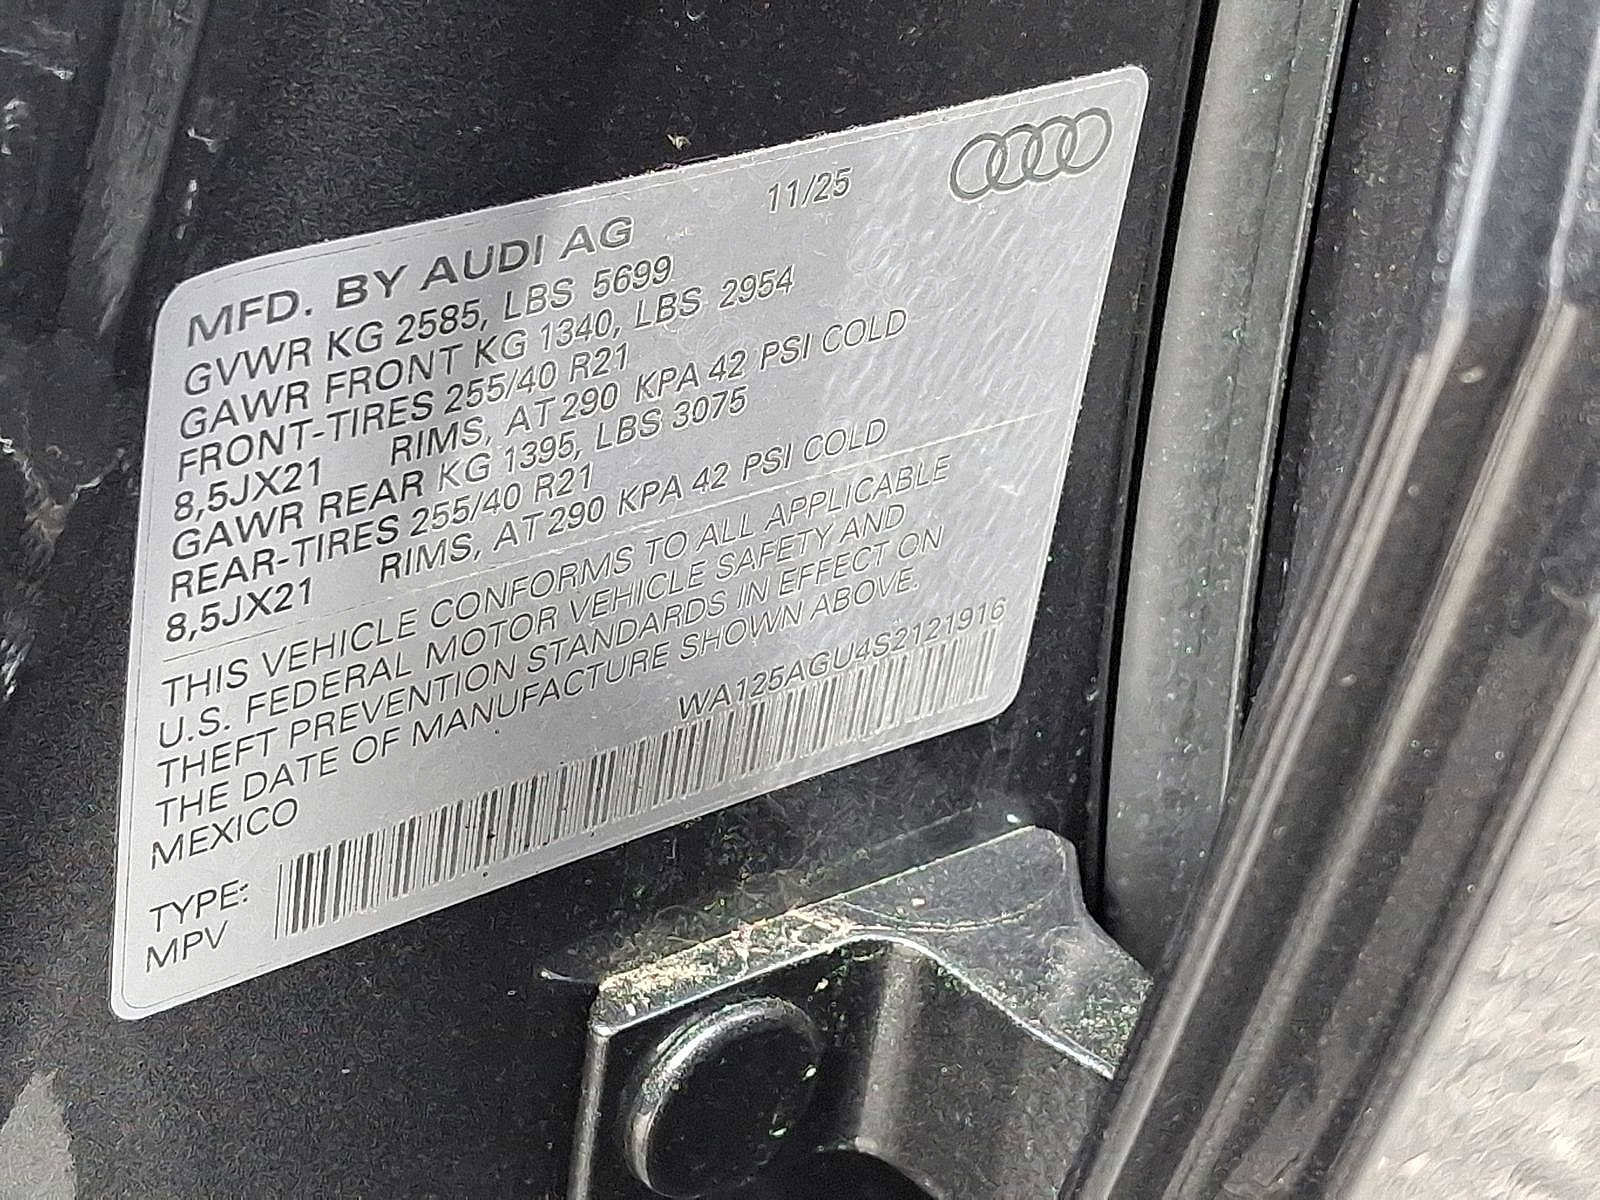 MFD. BY AUDI AG 11/25
GVWR KG 2585, LBS 5699
GAWR FRONT KG 1340, LBS 2954
FRONT-TIRES 255/40 R21
8,5JX21 RIMS, AT 290 KPA 42 PSI COLD
GAWR REAR KG 1395, LBS 3075
REAR-TIRES 255/40 R21
8,5JX21 RIMS, AT 290 KPA 42 PSI COLD
THIS VEHICLE CONFORMS TO ALL APPLICABLE
U.S. FEDERAL MOTOR VEHICLE SAFETY AND
THEFT PREVENTION STANDARDS IN EFFECT ON
THE DATE OF MANUFACTURE SHOWN ABOVE.
MEXICO WA125AGU4S2121916
TYPE:
MPV